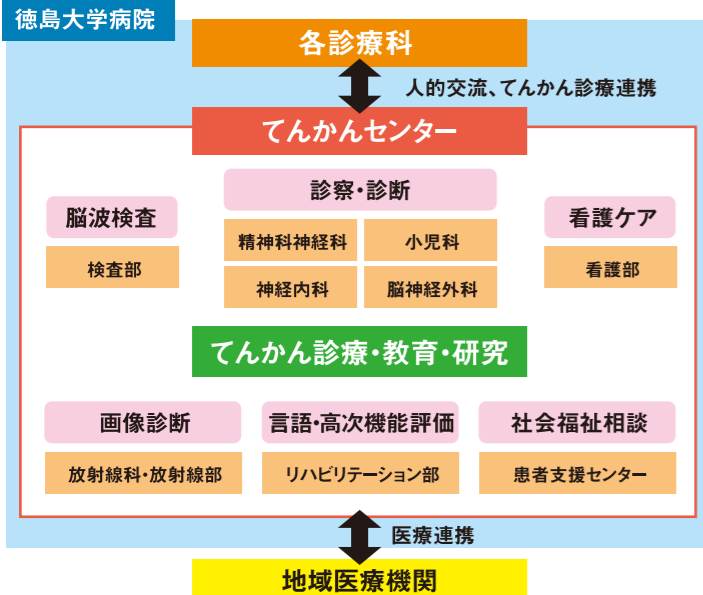 徳島大学病院
各診療科
人的交流、てんかん診療連携
てんかんセンター
診察・診断
脳波検査
看護ケア
精神科神経科
小児科
検査部
看護部
神経内科
脳神経外科
てんかん診療・教育・研究
画像診断
言語・高次機能評価
社会福祉相談
放射線科・放射線部
リハビリテーション部
患者支援センター
医療連携
地域医療機関